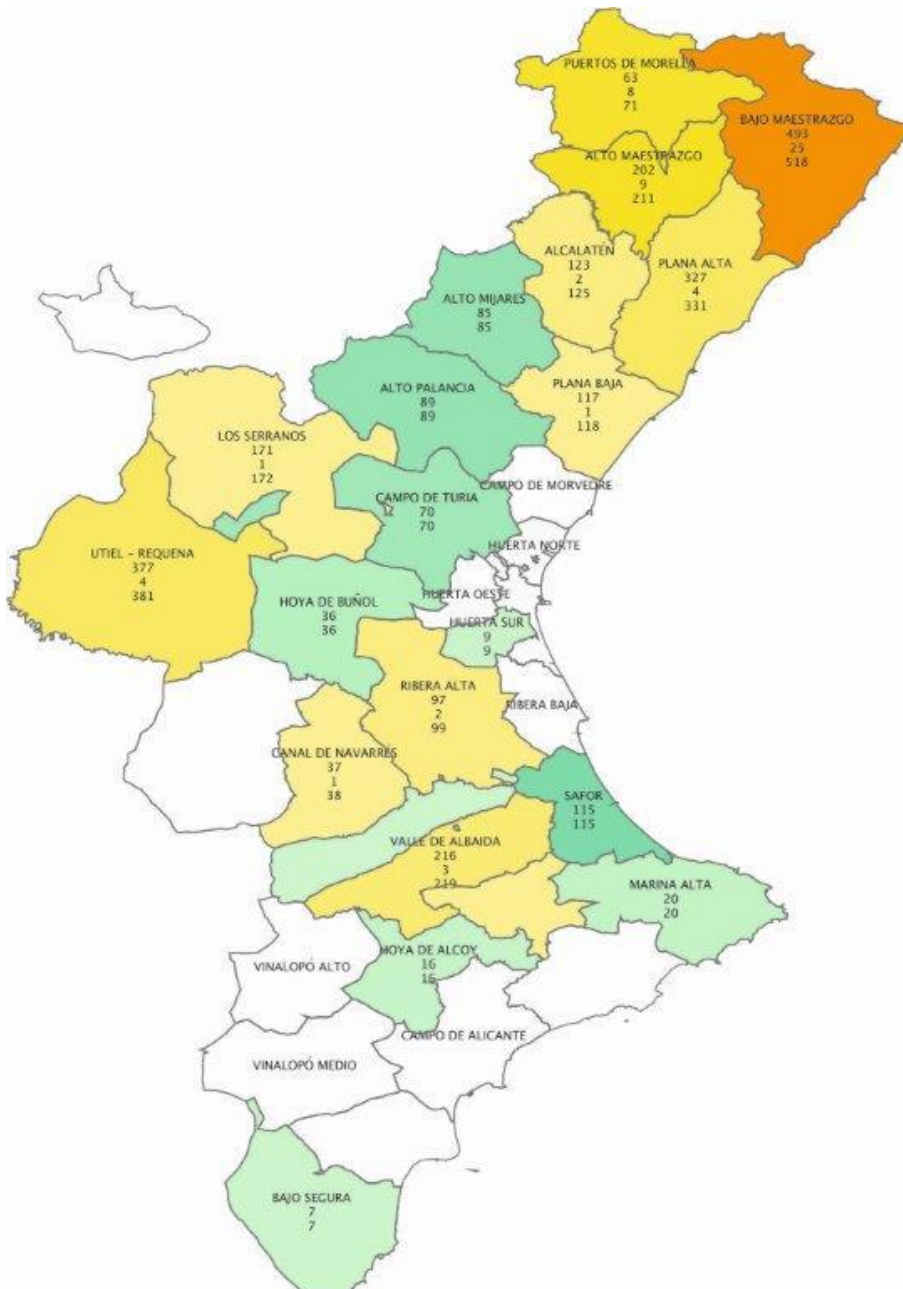 PUERTOS DE MORELLA
63
8
71
BAJO MAESTRAZGO
493
25
518
ALTO MAESTRAZGO
202
9
211
ALCALATÉN
123
2
125
PLANA ALTA
327
4
331
ALTO MIJARES
85
85
ALTO PALANCIA
89
89
PLANA BAJA
117
1
118
LOS SERRANOS
171
1
172
CAMPO DE MORVEDRE
CAMPO DE TURIA
70
70
UTIEL - REQUENA
377
4
381
HUERTA NORTE
HUERTA OESTE
HOYA DE BUÑOL
36
36
HUERTA SUR
9
9
RIBERA ALTA
97
2
99
RIBERA BAJA
CANAL DE NAVARRÉS
37
1
38
SAFOR
115
115
VALLE DE ALBAIDA
216
3
219
MARINA ALTA
20
20
HOYA DE ALCOY
16
16
VINALOPÓ ALTO
CAMPO DE ALICANTE
VINALOPÓ MEDIO
BAJO SEGURA
7
7